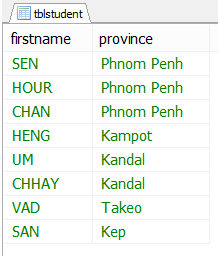 tblstudent
firstname province
SEN Phnom Penh
HOUR Phnom Penh
CHAN Phnom Penh
HENG Kampot
UM Kandal
CHHAY Kandal
VAD Takeo
SAN Kep